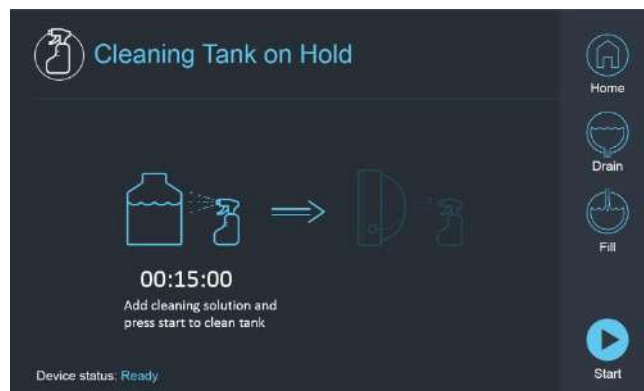 Cleaning Tank on Hold
Home
Drain
Fill
00:15:00
Add cleaning solution and
press start to clean tank
Device status: Ready
Start